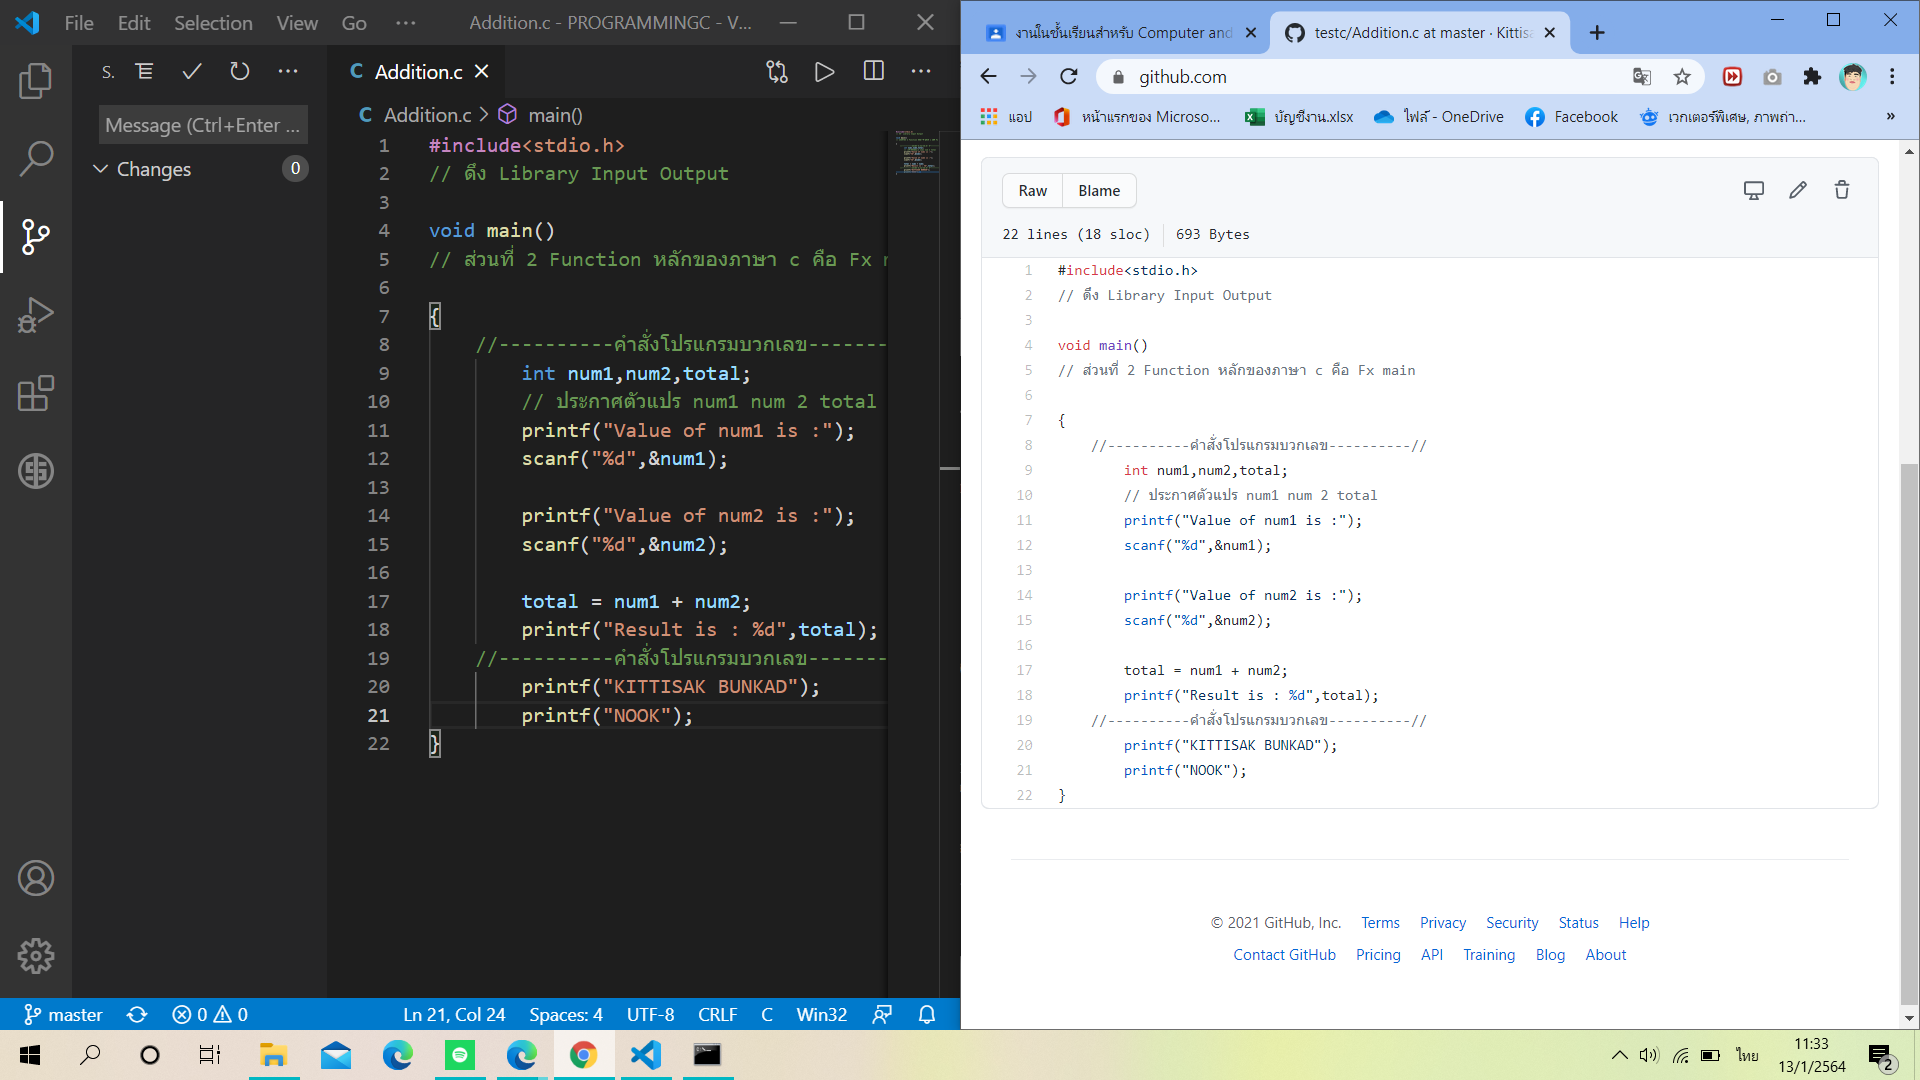 File Edit Selection View Go ··· Addition.c - PROGRAMMINGC - V...
S.
Message (Ctrl+Enter ...
Changes 0
C Addition.c
C Addition.c > main()
1 #include<stdio.h>
2 // ดึง Library Input Output
3
4 void main()
5 // ส่วนที่ 2 Function หลักของภาษา c คือ Fx
6
7 {
8 //----------คำสั่งโปรแกรมบวกเลข-------
9 int num1,num2,total;
10 // ประกาศตัวแปร num1 num 2 total
11 printf("Value of num1 is :");
12 scanf("%d",&num1);
13
14 printf("Value of num2 is :");
15 scanf("%d",&num2);
16
17 total = num1 + num2;
18 printf("Result is : %d",total);
19 //----------คำสั่งโปรแกรมบวกเลข-------
20 printf("KITTISAK BUNKAD");
21 printf("NOOK");
22 }
master 0 0 Ln 21, Col 24 Spaces: 4 UTF-8 CRLF C Win32
งานในชั้นเรียนสำหรับ Computer and
testc/Addition.c at master · Kittisa
github.com
แอป หน้าแรกของ Microso... บัญชีงาน.xlsx ไฟล์ - OneDrive Facebook เวกเตอร์พิเศษ, ภาพถ่า... »
Raw Blame
22 lines (18 sloc) 693 Bytes
1 #include<stdio.h>
2 // ดึง Library Input Output
3
4 void main()
5 // ส่วนที่ 2 Function หลักของภาษา c คือ Fx main
6
7 {
8 //----------คำสั่งโปรแกรมบวกเลข----------//
9 int num1,num2,total;
10 // ประกาศตัวแปร num1 num 2 total
11 printf("Value of num1 is :");
12 scanf("%d",&num1);
13
14 printf("Value of num2 is :");
15 scanf("%d",&num2);
16
17 total = num1 + num2;
18 printf("Result is : %d",total);
19 //----------คำสั่งโปรแกรมบวกเลข----------//
20 printf("KITTISAK BUNKAD");
21 printf("NOOK");
22 }
© 2021 GitHub, Inc. Terms Privacy Security Status Help
Contact GitHub Pricing API Training Blog About
ไทย 11:33
13/1/2564
2